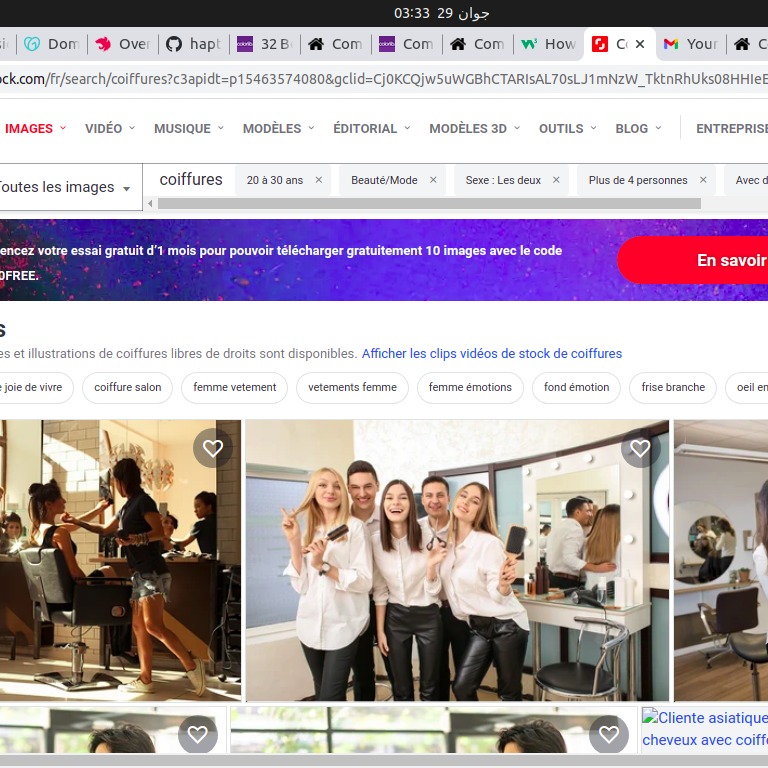 03:33 29 جوان
Dom
Over
hapt
32 B
Com
Com
Com
How
Your
ock.com/fr/search/coiffures?c3apidt=p15463574080&gclid=Cj0KCQjw5uWGBhCTARIsAL70sLJ1mNzW_TktnRhUks08HHIeE
IMAGES VIDÉO MUSIQUE MODÈLES ÉDITORIAL MODÈLES 3D OUTILS BLOG ENTREPRISE
Toutes les images coiffures 20 à 30 ans × Beauté/Mode × Sexe : Les deux × Plus de 4 personnes × Avec d
encez votre essai gratuit d'1 mois pour pouvoir télécharger gratuitement 10 images avec le code
0FREE.
En savoir
s
es et illustrations de coiffures libres de droits sont disponibles. Afficher les clips vidéos de stock de coiffures
e joie de vivre coiffure salon femme vetement vetements femme femme émotions fond émotion frise branche oeil en
Cliente asiatique
cheveux avec coiff